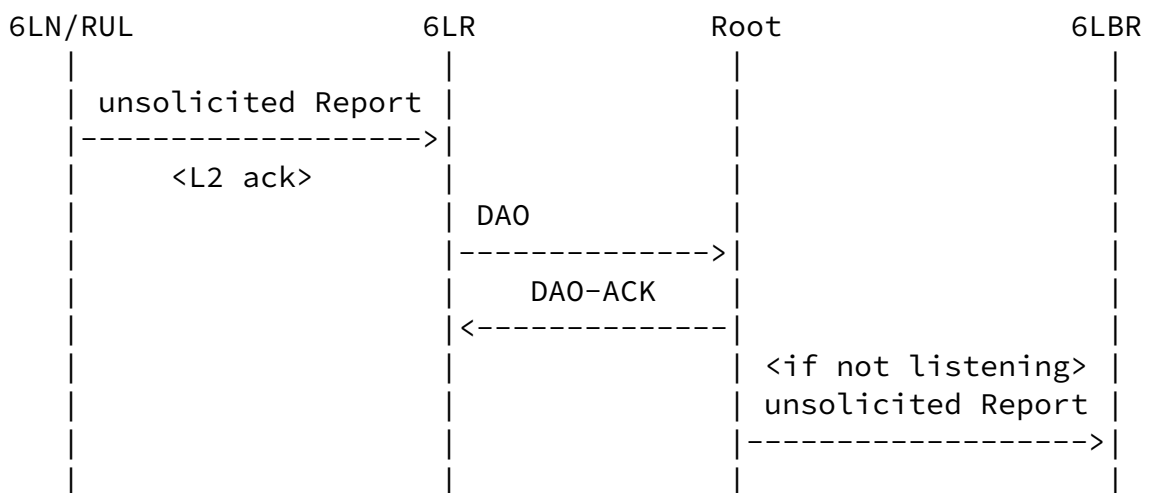 6LN/RUL 6LR Root 6LBR
unsolicited Report
<L2 ack>
DAO
DAO-ACK
<if not listening>
unsolicited Report